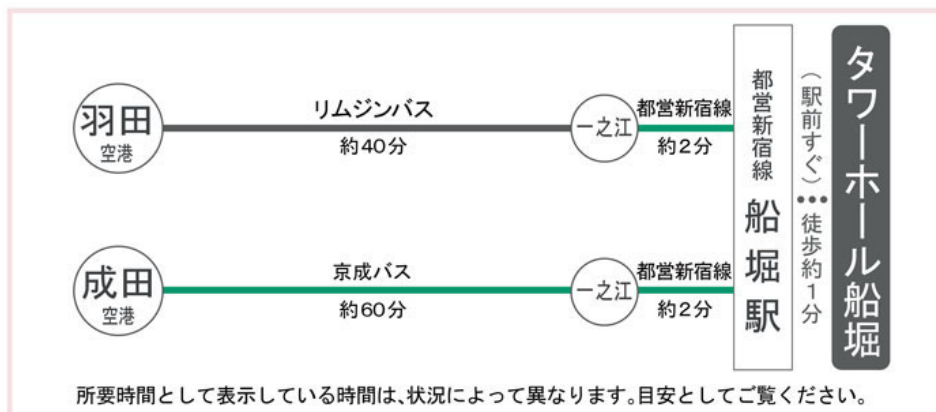 羽田
空港
リムジンバス
約40分
一之江
都営新宿線
約2分
成田
空港
京成バス
約60分
一之江
都営新宿線
約2分
都営新宿線 船堀駅
(駅前すぐ)•••徒歩約1分
タワーホール船堀
所要時間として表示している時間は、状況によって異なります。目安としてご覧ください。